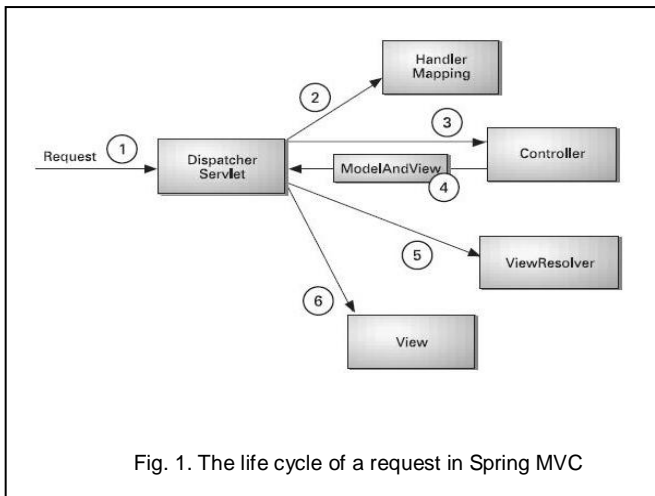 Handler
Mapping
2
3
Request
1
Dispatcher
Servlet
ModelAndView
4
Controller
5
ViewResolver
6
View
Fig. 1. The life cycle of a request in Spring MVC